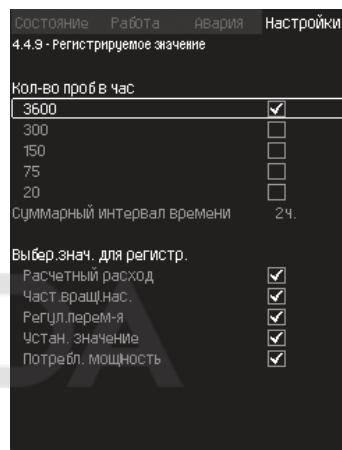 Состояние Работа Авария Настройки
4.4.9 - Регистрируемое значение
Кол-во проб в час
3600
300
150
75
20
Суммарный интервал времени 2ч.
Выбер.знач. для регистр.
Расчетный расход
Част.вращ.нас.
Регул.перем-я
Устан. значение
Потребл. мощность
DA